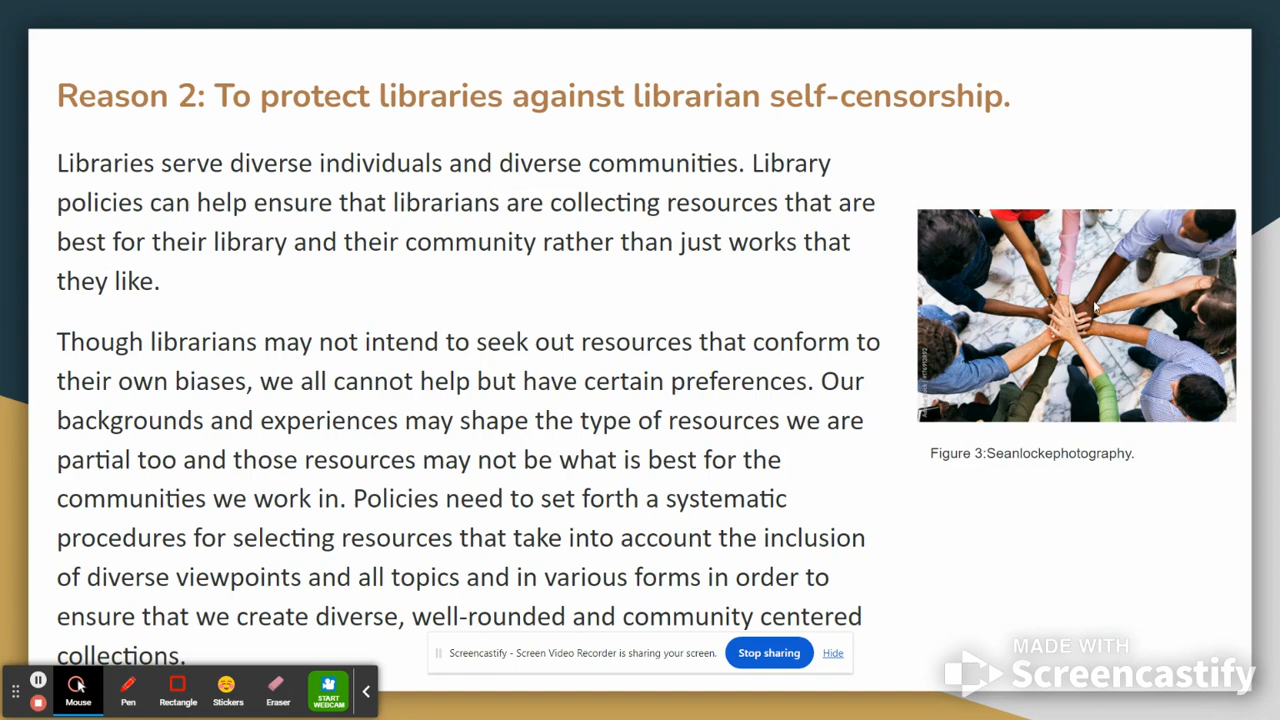 Reason 2: To protect libraries against librarian self-censorship.
Libraries serve diverse individuals and diverse communities. Library
policies can help ensure that librarians are collecting resources that are
best for their library and their community rather than just works that
they like.
Though librarians may not intend to seek out resources that conform to
their own biases, we all cannot help but have certain preferences. Our
backgrounds and experiences may shape the type of resources we are
partial too and those resources may not be what is best for the
communities we work in. Policies need to set forth a systematic
procedures for selecting resources that take into account the inclusion
of diverse viewpoints and all topics and in various forms in order to
ensure that we create diverse, well-rounded and community centered
collections.
Figure 3:Seanlockephotography.
Screencastify - Screen Video Recorder is sharing your screen.
Stop sharing
Hide
Mouse
Pen
Rectangle
Stickers
Eraser
START
WEBCAM
MADE WITH
Screencastify